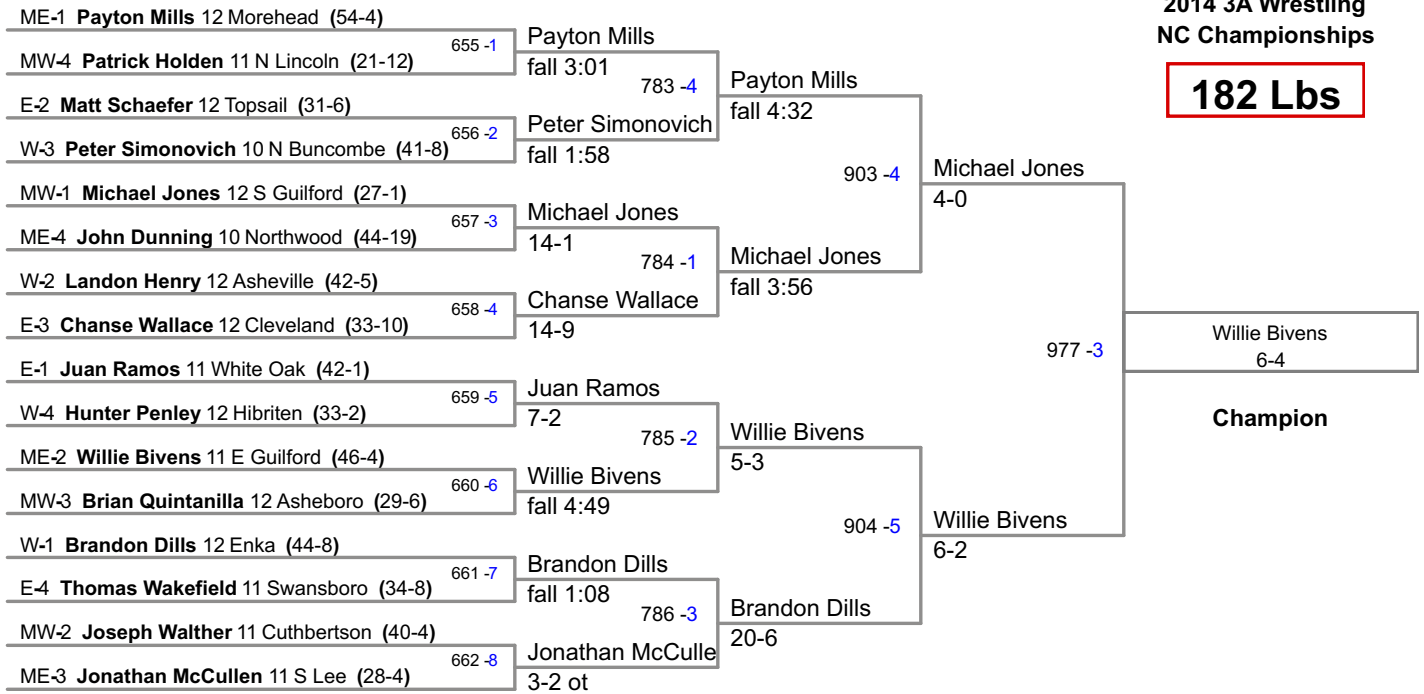 2014 3A Wrestling
NC Championships
182 Lbs
ME-1 Payton Mills 12 Morehead (54-4)
MW-4 Patrick Holden 11 N Lincoln (21-12)
E-2 Matt Schaefer 12 Topsail (31-6)
W-3 Peter Simonovich 10 N Buncombe (41-8)
MW-1 Michael Jones 12 S Guilford (27-1)
ME-4 John Dunning 10 Northwood (44-19)
W-2 Landon Henry 12 Asheville (42-5)
E-3 Chanse Wallace 12 Cleveland (33-10)
E-1 Juan Ramos 11 White Oak (42-1)
W-4 Hunter Penley 12 Hibriten (33-2)
ME-2 Willie Bivens 11 E Guilford (46-4)
MW-3 Brian Quintanilla 12 Asheboro (29-6)
W-1 Brandon Dills 12 Enka (44-8)
E-4 Thomas Wakefield 11 Swansboro (34-8)
MW-2 Joseph Walther 11 Cuthbertson (40-4)
ME-3 Jonathan McCullen 11 S Lee (28-4)
655 -1
656 -2
657 -3
658 -4
659 -5
660 -6
661 -7
662 -8
Payton Mills
fall 3:01
Peter Simonovich
fall 1:58
Michael Jones
14-1
Chanse Wallace
14-9
Juan Ramos
7-2
Willie Bivens
fall 4:49
Brandon Dills
fall 1:08
Jonathan McCulle
3-2 ot
783 -4
784 -1
785 -2
786 -3
Payton Mills
fall 4:32
Michael Jones
fall 3:56
Willie Bivens
5-3
Brandon Dills
20-6
903 -4
904 -5
Michael Jones
4-0
Willie Bivens
6-2
977 -3
Willie Bivens
6-4
Champion